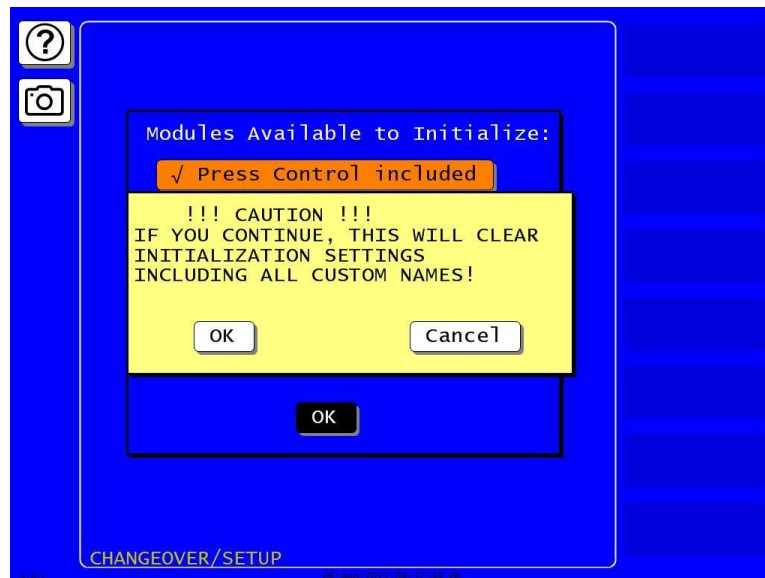 ?
Modules Available to Initialize:
√ Press Control included
!!! CAUTION !!!
IF YOU CONTINUE, THIS WILL CLEAR
INITIALIZATION SETTINGS
INCLUDING ALL CUSTOM NAMES!
OK Cancel
OK
CHANGEOVER/SETUP